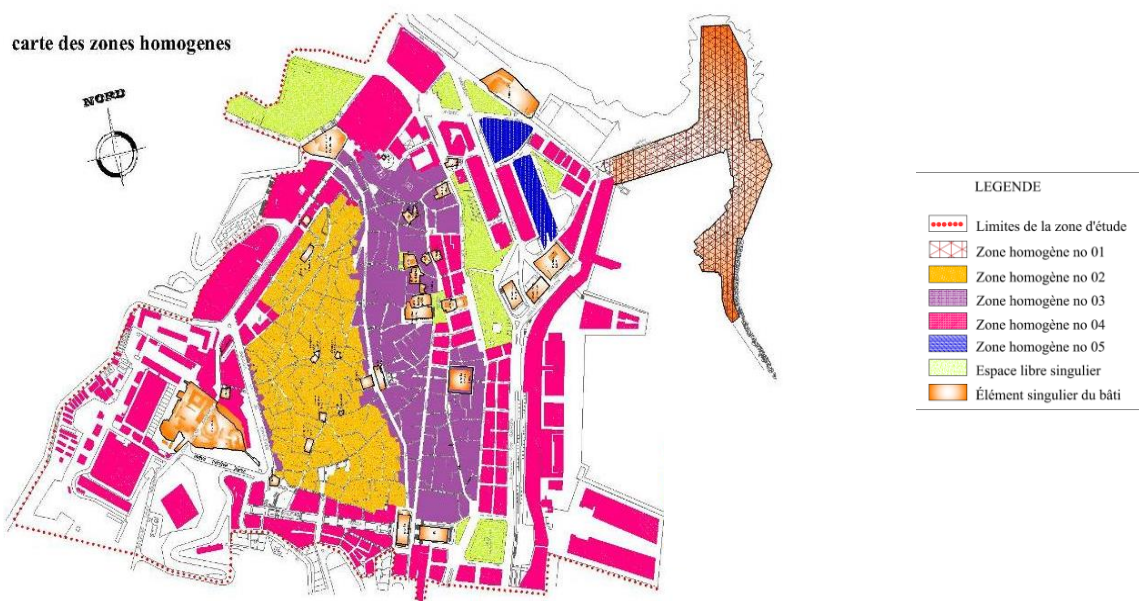 carte des zones homogenes
NORD
LEGENDE
Limites de la zone d'étude
Zone homogène no 01
Zone homogène no 02
Zone homogène no 03
Zone homogène no 04
Zone homogène no 05
Espace libre singulier
Élément singulier du bâti